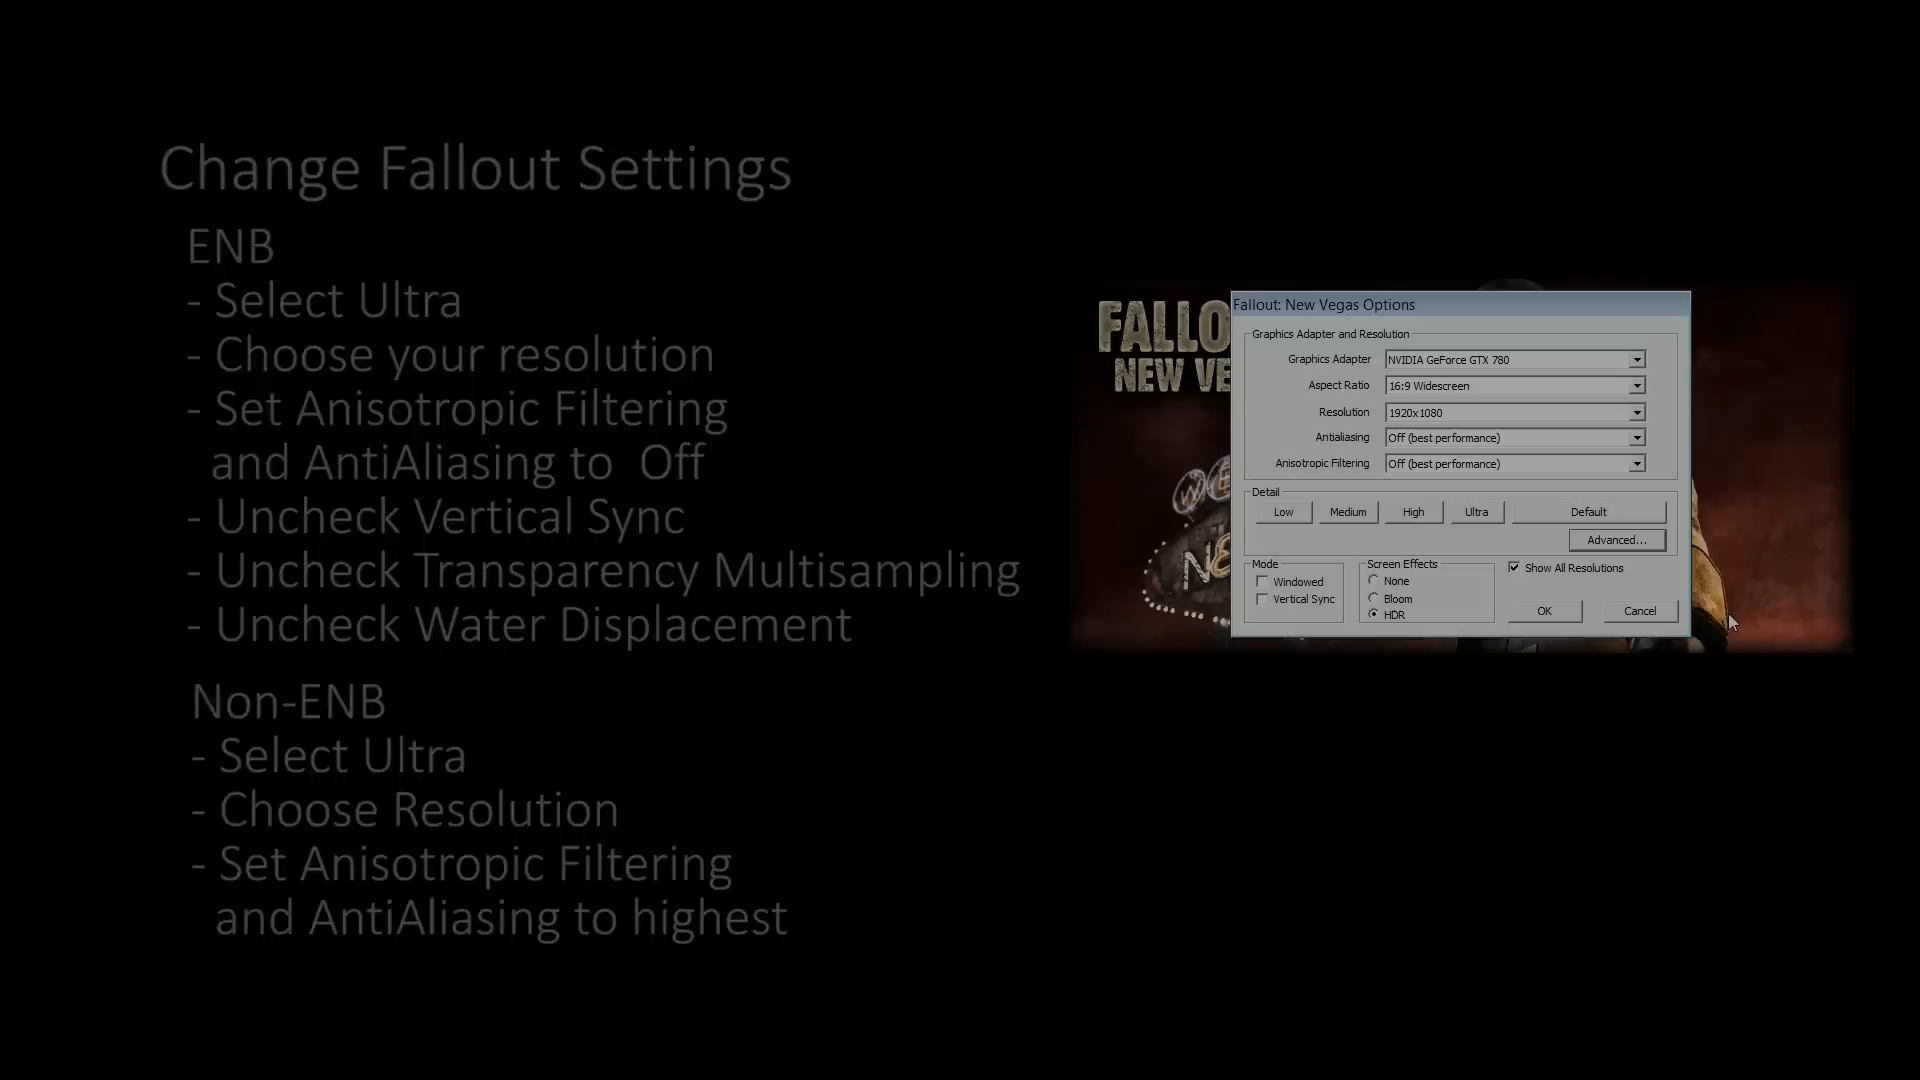 Change Fallout Settings
ENB
- Select Ultra
- Choose your resolution
- Set Anisotropic Filtering
and AntiAliasing to Off
- Uncheck Vertical Sync
- Uncheck Transparency Multisampling
- Uncheck Water Displacement
Non-ENB
- Select Ultra
- Choose Resolution
- Set Anisotropic Filtering
and AntiAliasing to highest
FALLO
NEW VE
Fallout: New Vegas Options
Graphics Adapter and Resolution
Graphics Adapter NVIDIA GeForce GTX 780
Aspect Ratio 16:9 Widescreen
Resolution 1920x1080
Antialiasing Off (best performance)
Anisotropic Filtering Off (best performance)
Detail
Low Medium High Ultra Default
Advanced...
Mode
Windowed
Vertical Sync
Screen Effects
None
Bloom
HDR
Show All Resolutions
OK Cancel